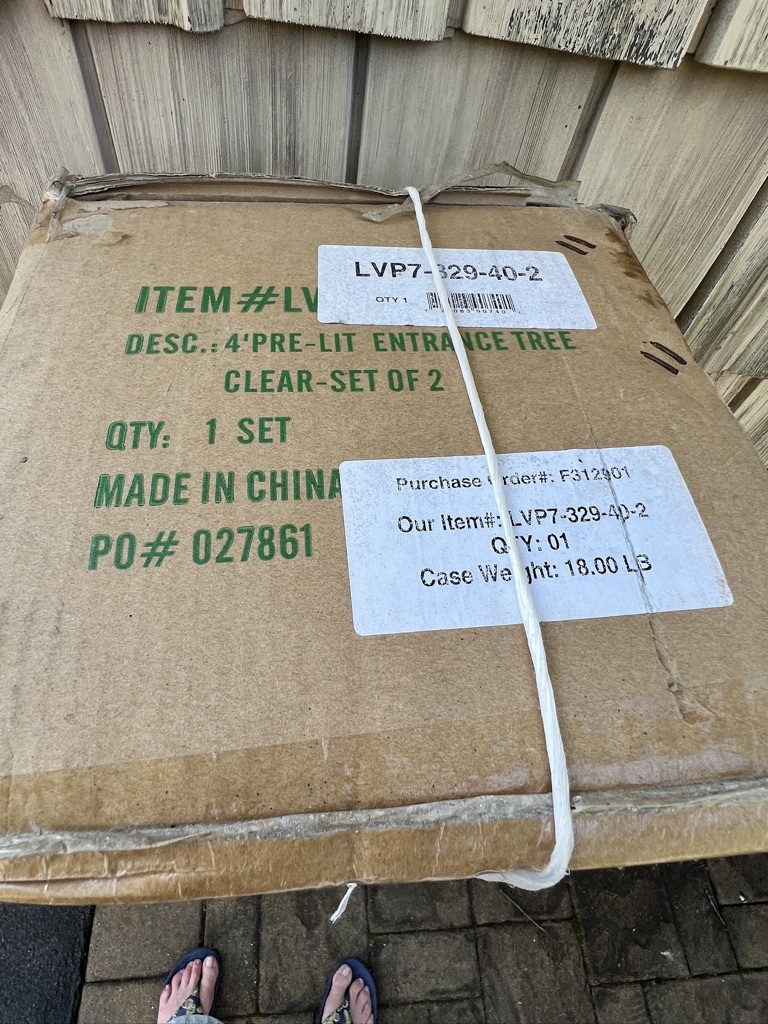 LVP7-329-40-2
QTY 1
ITEM#LV
DESC.: 4'PRE-LIT ENTRANCE TREE
CLEAR-SET OF 2
QTY: 1 SET
MADE IN CHINA
PO# 027861
Purchase Order#: F312901
Our Item#: LVP7-329-40-2
QTY: 01
Case Weight: 18.00 LB